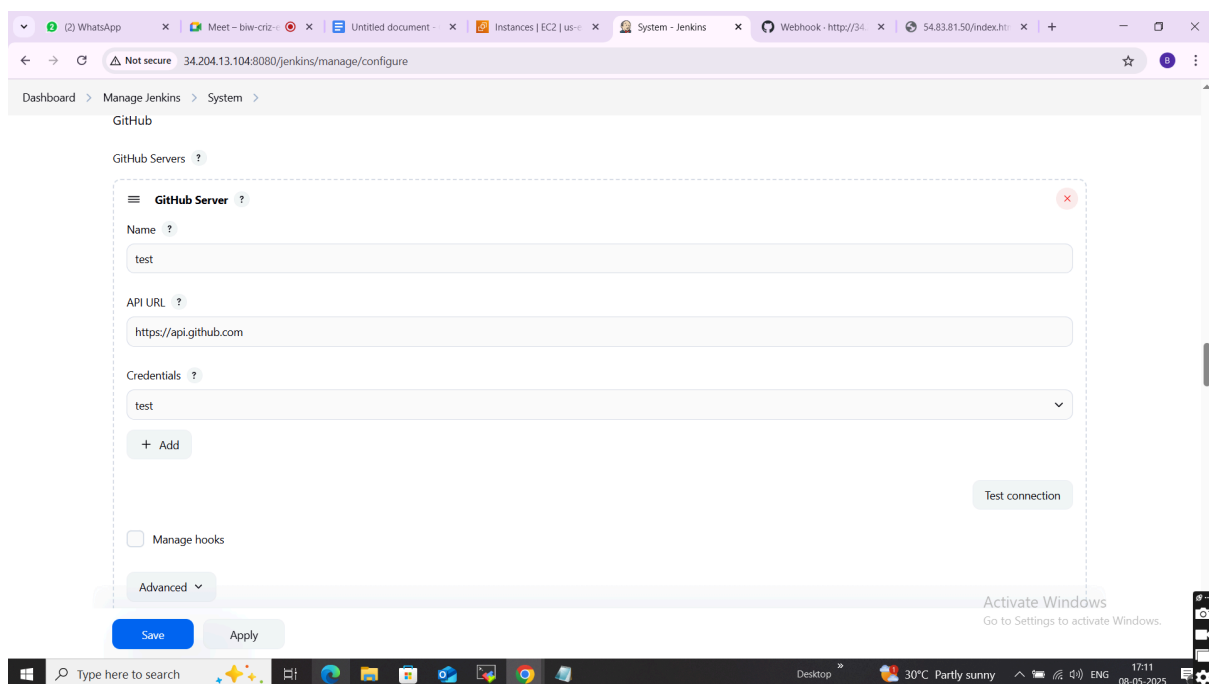 (2) WhatsApp
Meet – biw-criz-e
Untitled document -
Instances | EC2 | us-e
System - Jenkins
Webhook · http://34.
54.83.81.50/index.ht
Not secure 34.204.13.104:8080/jenkins/manage/configure
B
Dashboard > Manage Jenkins > System >
GitHub
GitHub Servers ?
GitHub Server ?
Name ?
test
API URL ?
https://api.github.com
Credentials ?
test
+ Add
Test connection
Manage hooks
Advanced
Activate Windows
Go to Settings to activate Windows.
Save Apply
Type here to search
Desktop
30°C Partly sunny
ENG
17:11
08-05-2025